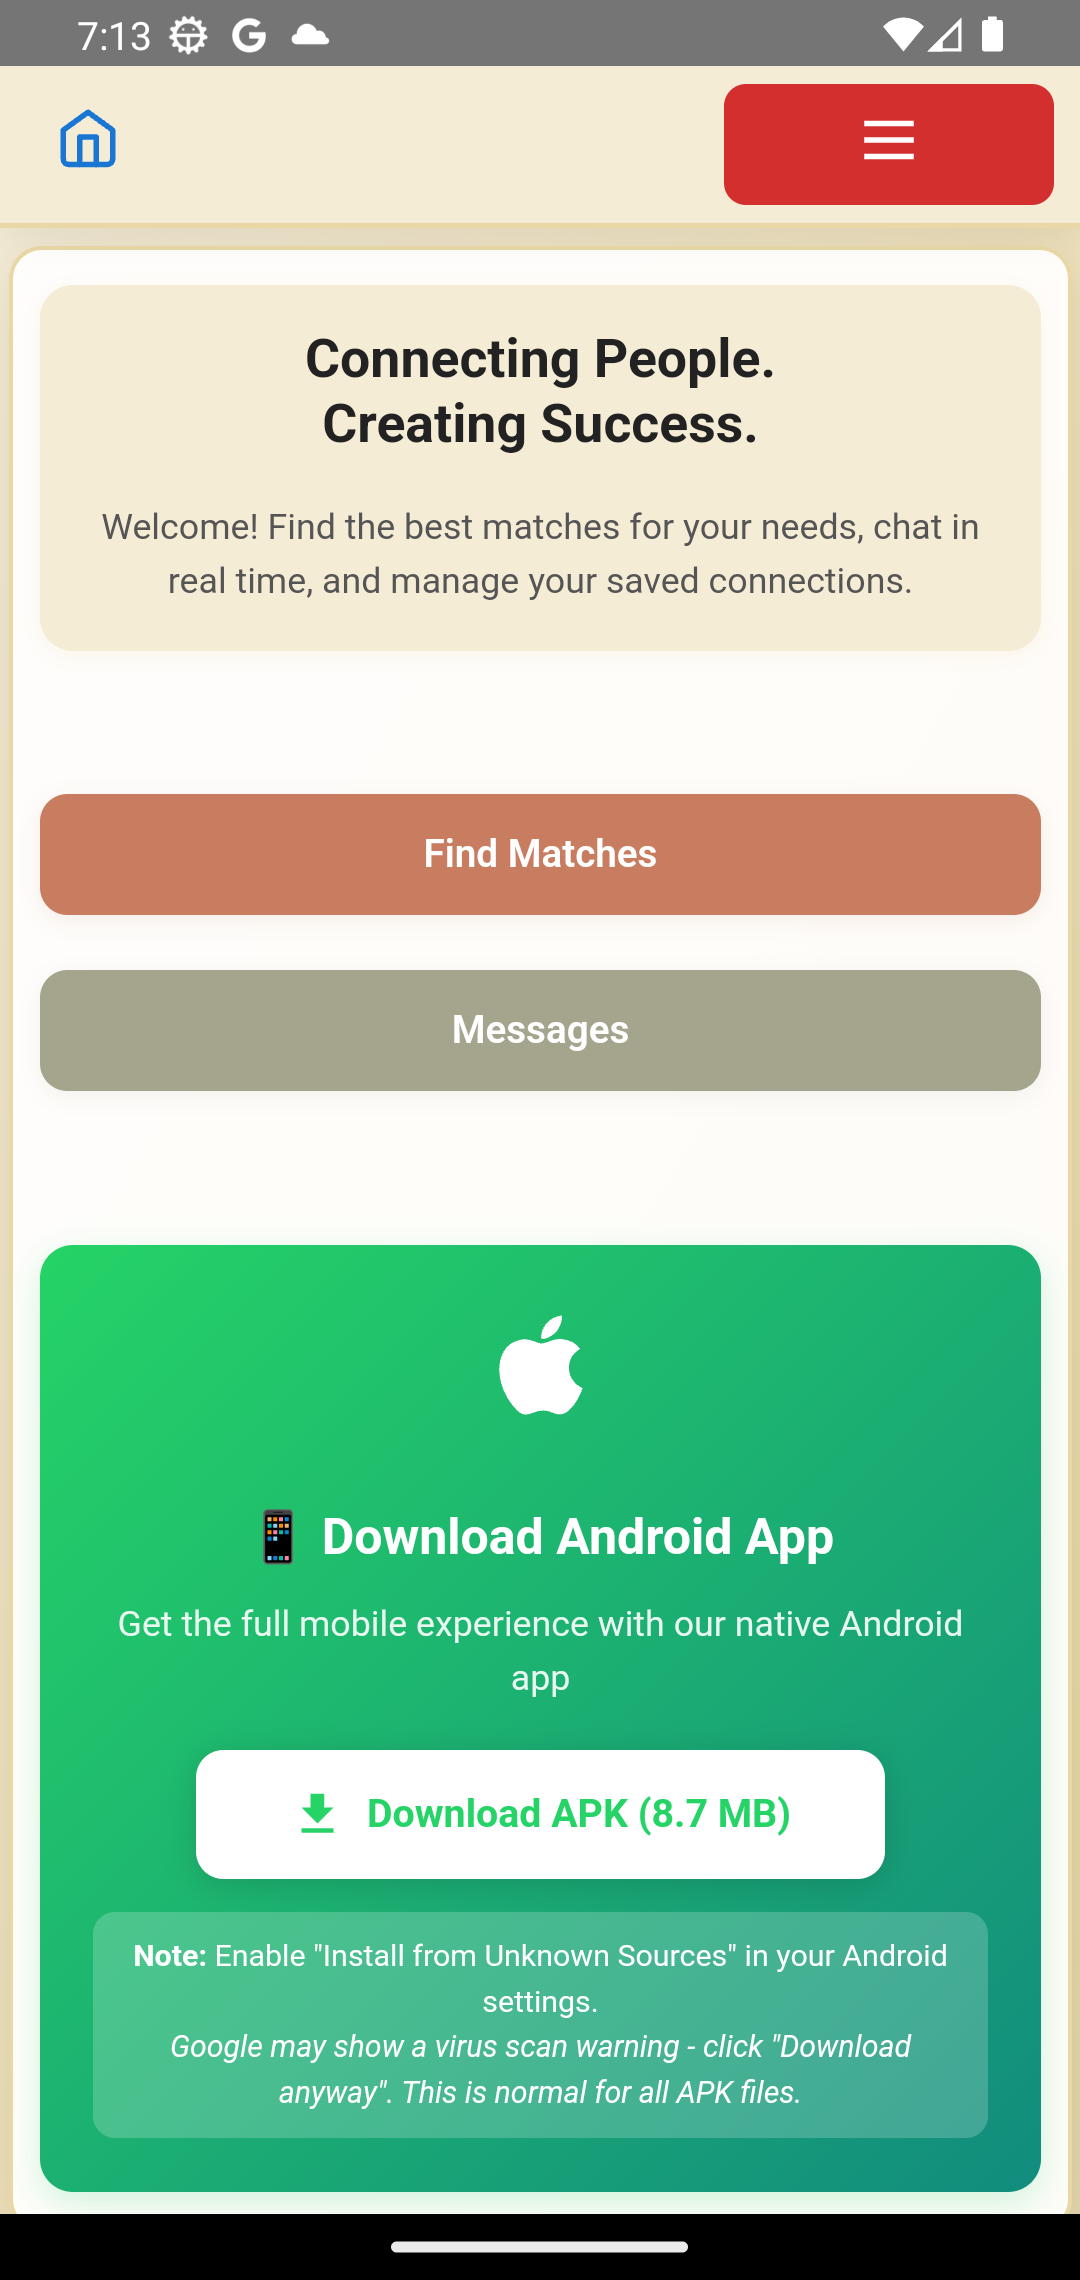 7:13
Connecting People.
Creating Success.
Welcome! Find the best matches for your needs, chat in
real time, and manage your saved connections.
Find Matches
Messages
Download Android App
Get the full mobile experience with our native Android
app
Download APK (8.7 MB)
Note: Enable "Install from Unknown Sources" in your Android
settings.
Google may show a virus scan warning - click "Download
anyway". This is normal for all APK files.